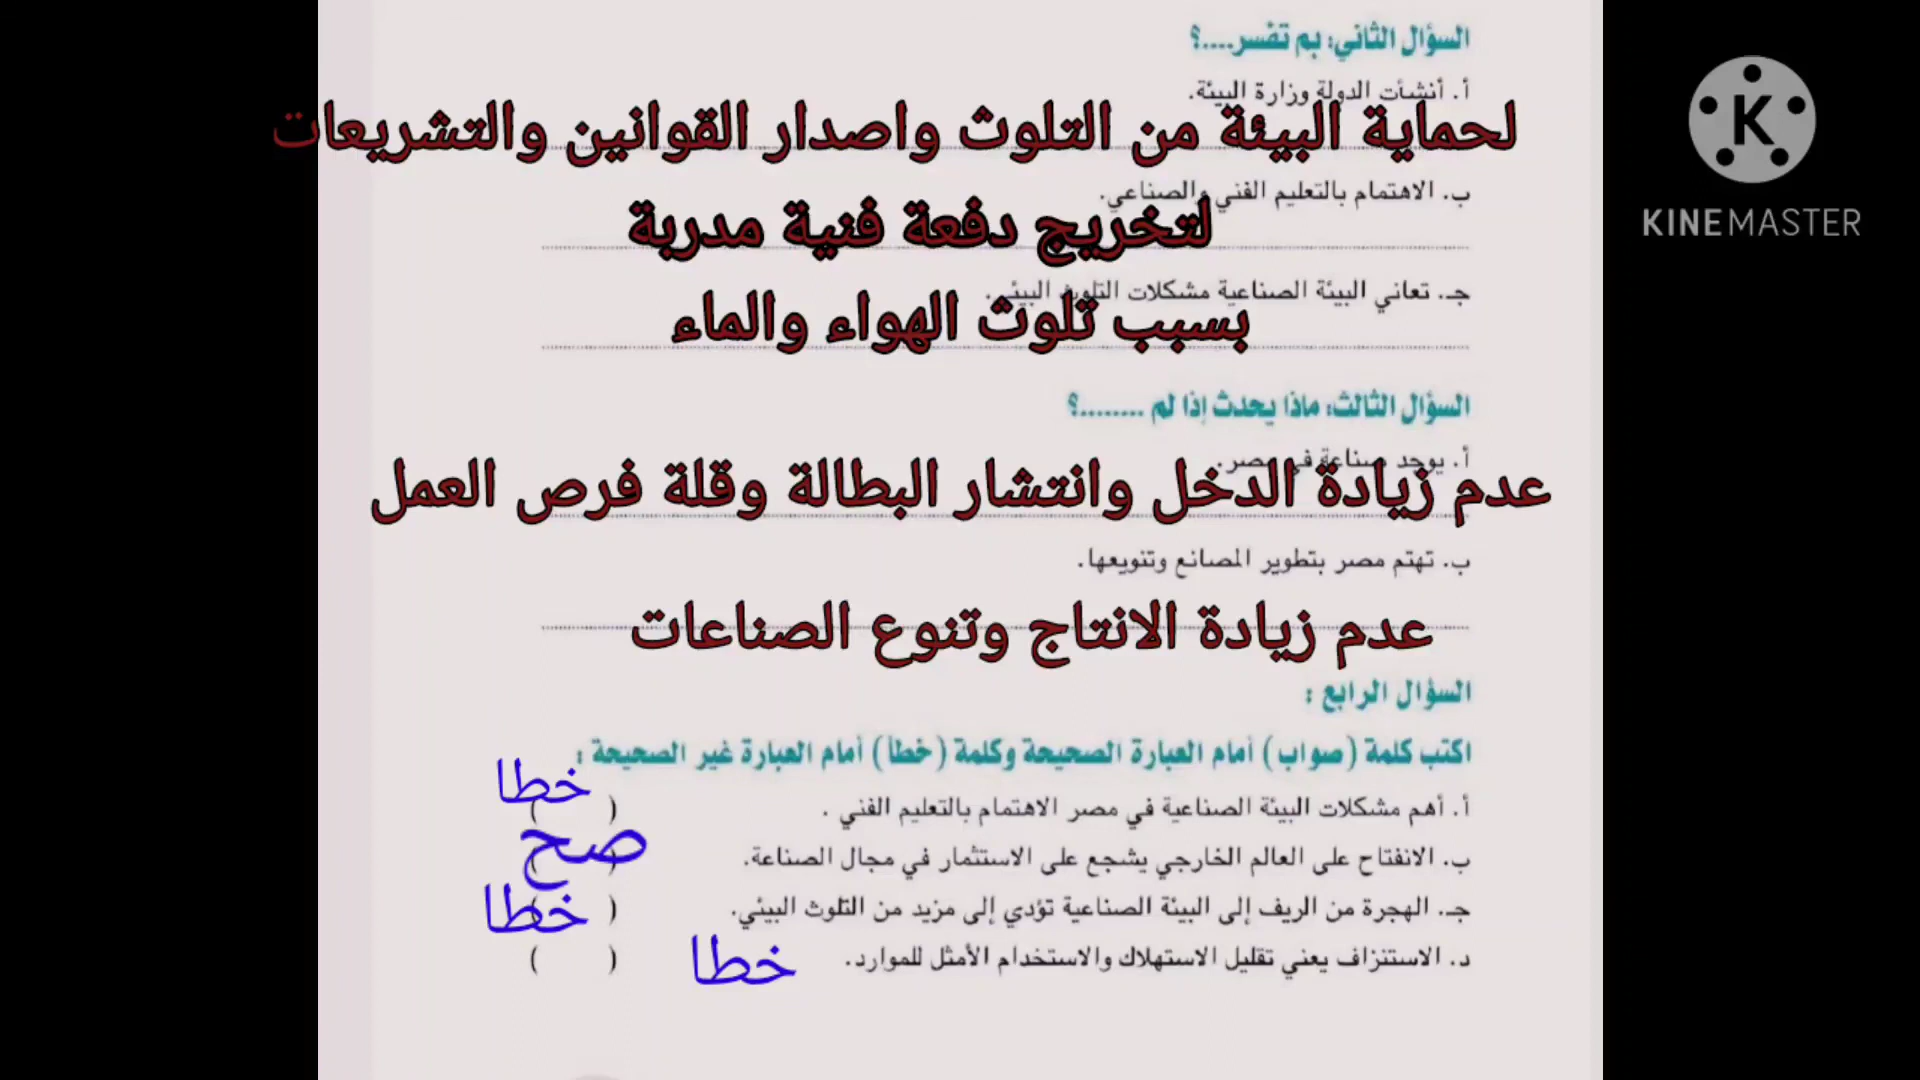 السؤال الثاني: بم تفسر....؟
أ. أنشأت الدولة وزارة البيئة.
لحماية البيئة من التلوث واصدار القوانين والتشريعات
ب. الاهتمام بالتعليم الفني والصناعي.
لتخريج دفعة فنية مدربة
جـ. تعاني البيئة الصناعية مشكلات التلوث البيئي.
بسبب تلوث الهواء والماء
السؤال الثالث: ماذا يحدث إذا لم ........؟
أ. يوجد صناعة في مصر.
عدم زيادة الدخل وانتشار البطالة وقلة فرص العمل
ب. تهتم مصر بتطوير المصانع وتنويعها.
عدم زيادة الانتاج وتنوع الصناعات
السؤال الرابع :
اكتب كلمة (صواب) أمام العبارة الصحيحة وكلمة (خطأ) أمام العبارة غير الصحيحة :
أ. أهم مشكلات البيئة الصناعية في مصر الاهتمام بالتعليم الفني . ( ) خطا
ب. الانفتاح على العالم الخارجي يشجع على الاستثمار في مجال الصناعة. ( ) صح
جـ. الهجرة من الريف إلى البيئة الصناعية تؤدي إلى مزيد من التلوث البيئي. ( ) خطا
د. الاستنزاف يعني تقليل الاستهلاك والاستخدام الأمثل للموارد. خطا ( )
K
KINEMASTER